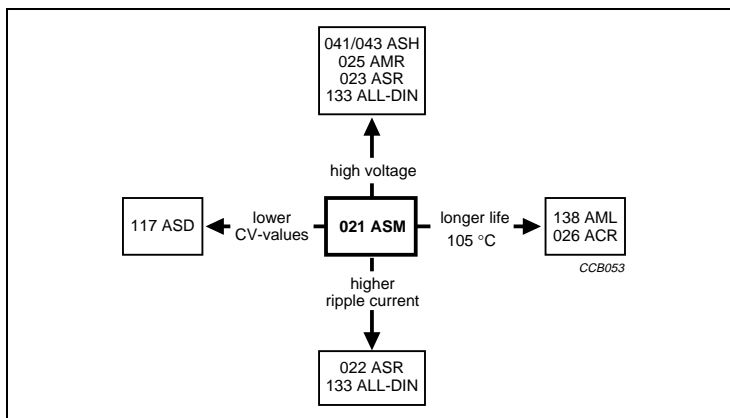 041/043 ASH
025 AMR
023 ASR
133 ALL-DIN
high voltage
117 ASD
lower
CV-values
021 ASM
longer life
105 °C
138 AML
026 ACR
CCB053
higher
ripple current
022 ASR
133 ALL-DIN